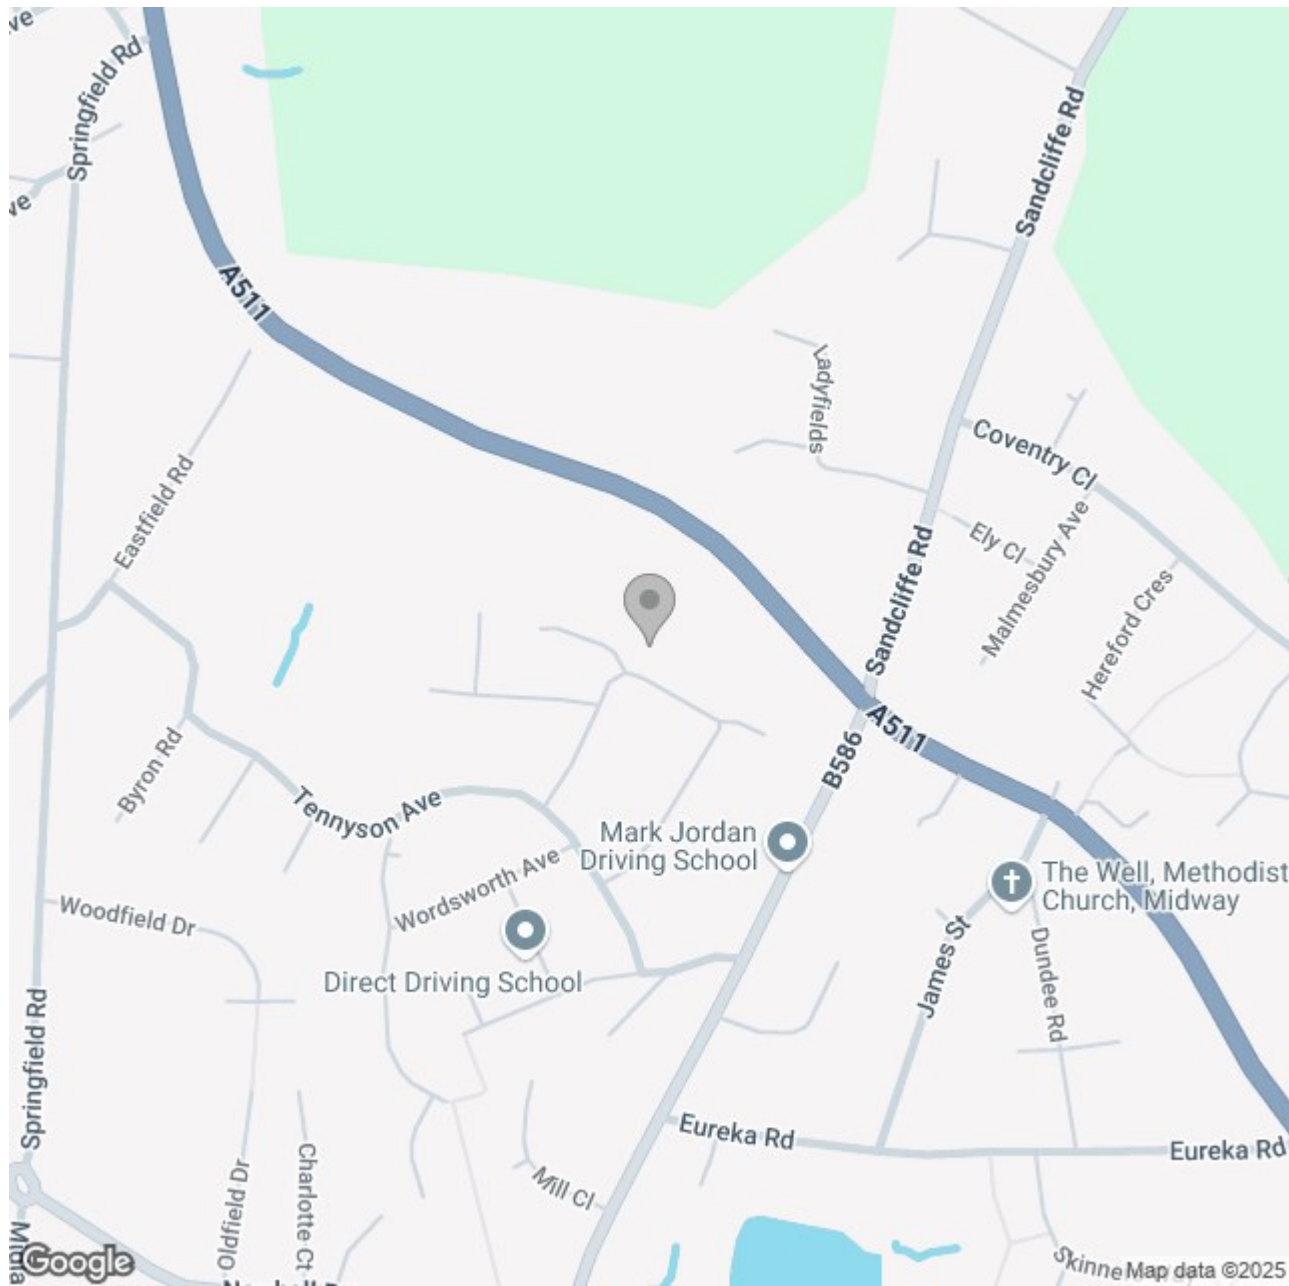 Springfield Rd
Sandcliffe Rd
A511
Ladyfields
Coventry Cl
Eastfield Rd
Ely Cl
Malmesbury Ave
Sandcliffe Rd
Hereford Cres
A511
B586
Byron Rd
Tennyson Ave
Mark Jordan
Driving School
Wordsworth Ave
The Well, Methodist
Church, Midway
Woodfield Dr
Direct Driving School
James St
Dundee Rd
Springfield Rd
Eureka Rd
Eureka Rd
Oldfield Dr
Charlotte Ct
Mill Cl
Google
Map data ©2025